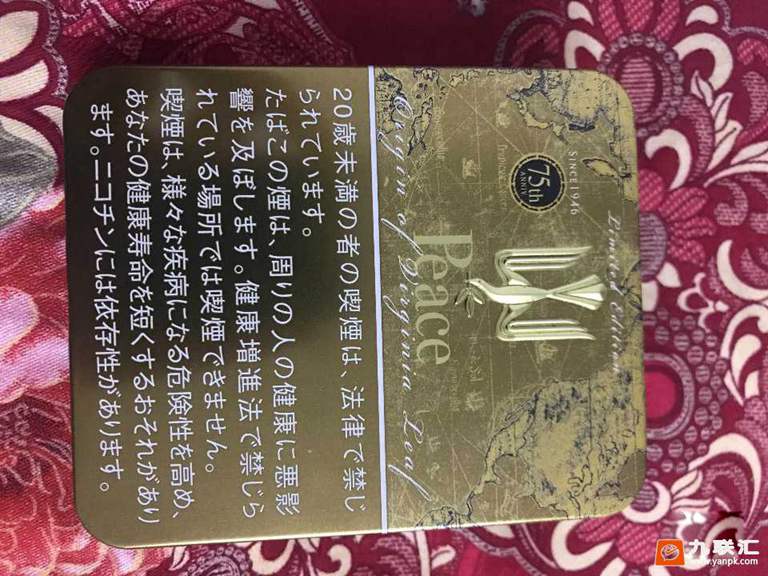 Limited Edition
Since 1946
75th
ANNIV.
Peace
Origin of Virginia Leaf
20歳未満の者の喫煙は、法律で禁じ
られています。
たばこの煙は、周りの人の健康に悪影
響を及ぼします。健康増進法で禁じら
れている場所では喫煙できません。
喫煙は、様々な疾病になる危険性を高め、
あなたの健康寿命を短くするおそれがあり
ます。ニコチンには依存性があります。
九联汇
www.yanpk.com